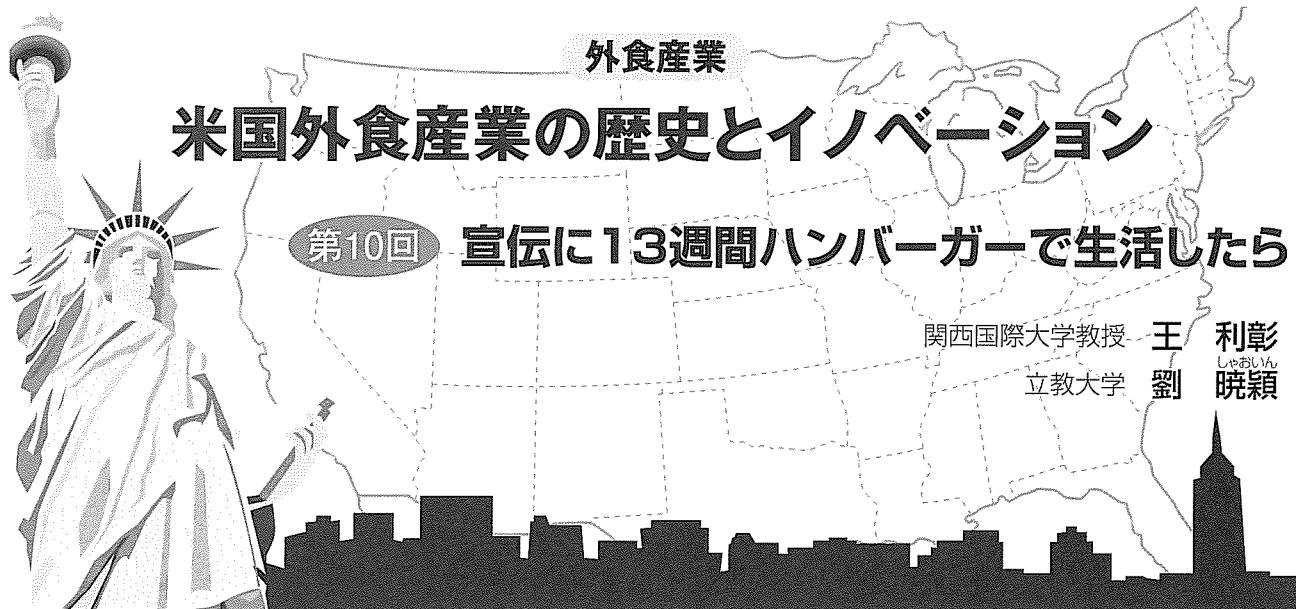 外食産業
米国外食産業の歴史とイノベーション
第10回 宣伝に13週間ハンバーガーで生活したら
関西国際大学教授 王 利彰
しゃおいん
立教大学 劉 暁穎